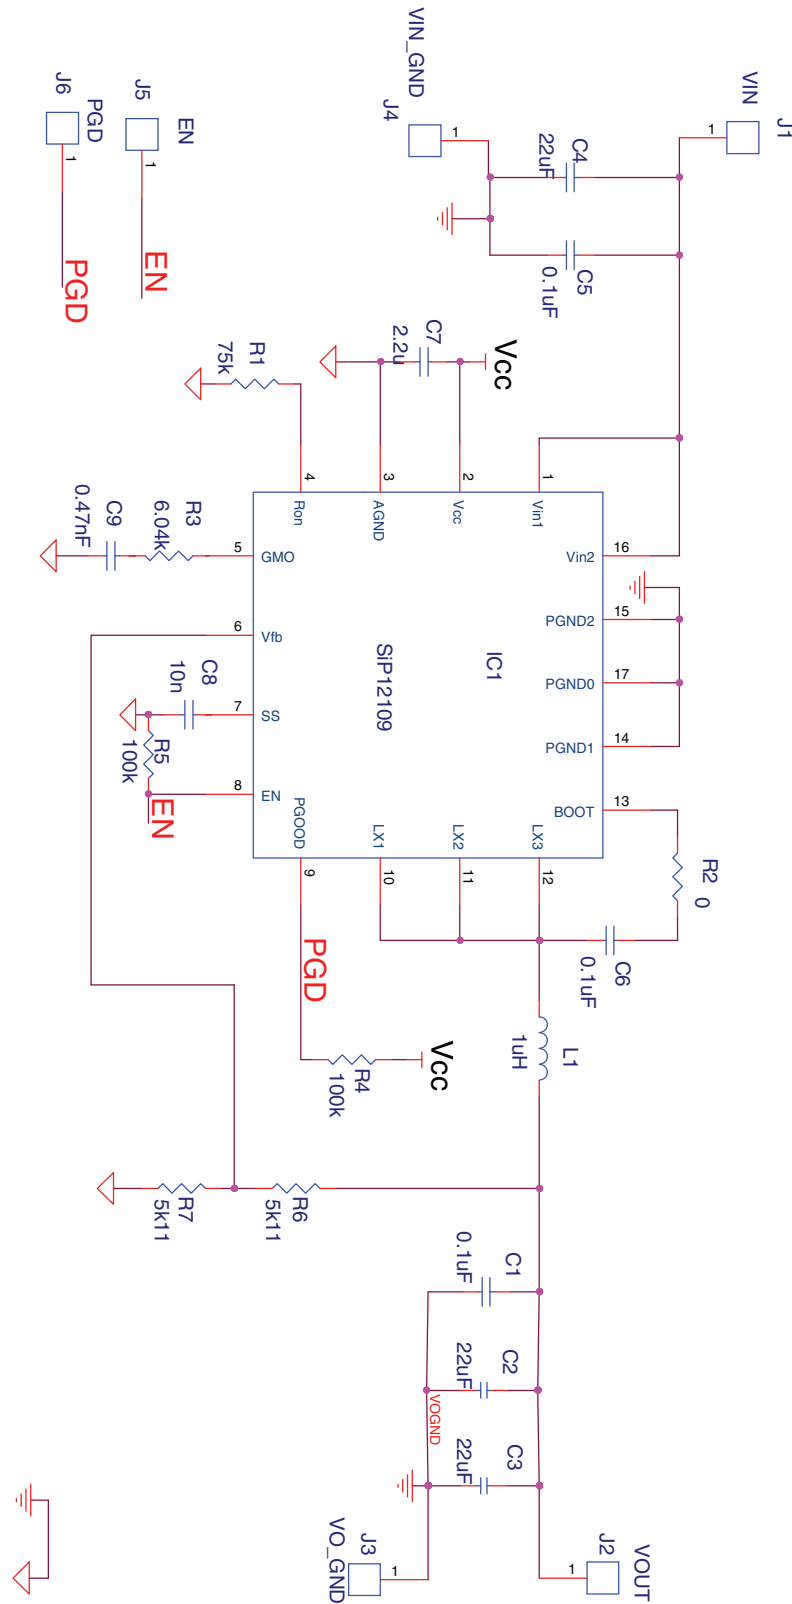 J1
VIN
1
VIN_GND
J4
1
C4
22uF
C5
0.1uF
J6
PGD
1
PGD
J5
EN
1
EN
Vcc
C7
2.2u
R1
75k
4
3
2
1
Ron
AGND
Vcc
Vin1
C9
0.47nF
R3
6.04k
5
GMO
Vin2
16
6
Vfb
PGND2
15
IC1
SiP12109
PGND0
17
C8
10n
7
SS
PGND1
14
R5
100k
8
EN
EN
BOOT
13
PGOOD
LX1
LX2
LX3
9
10
11
12
R2
0
C6
0.1uF
PGD
R4
100k
Vcc
L1
1uH
R7
5k11
R6
5k11
C1
0.1uF
C2
22uF
VOGND
C3
22uF
VO_GND
J3
1
J2
VOUT
1